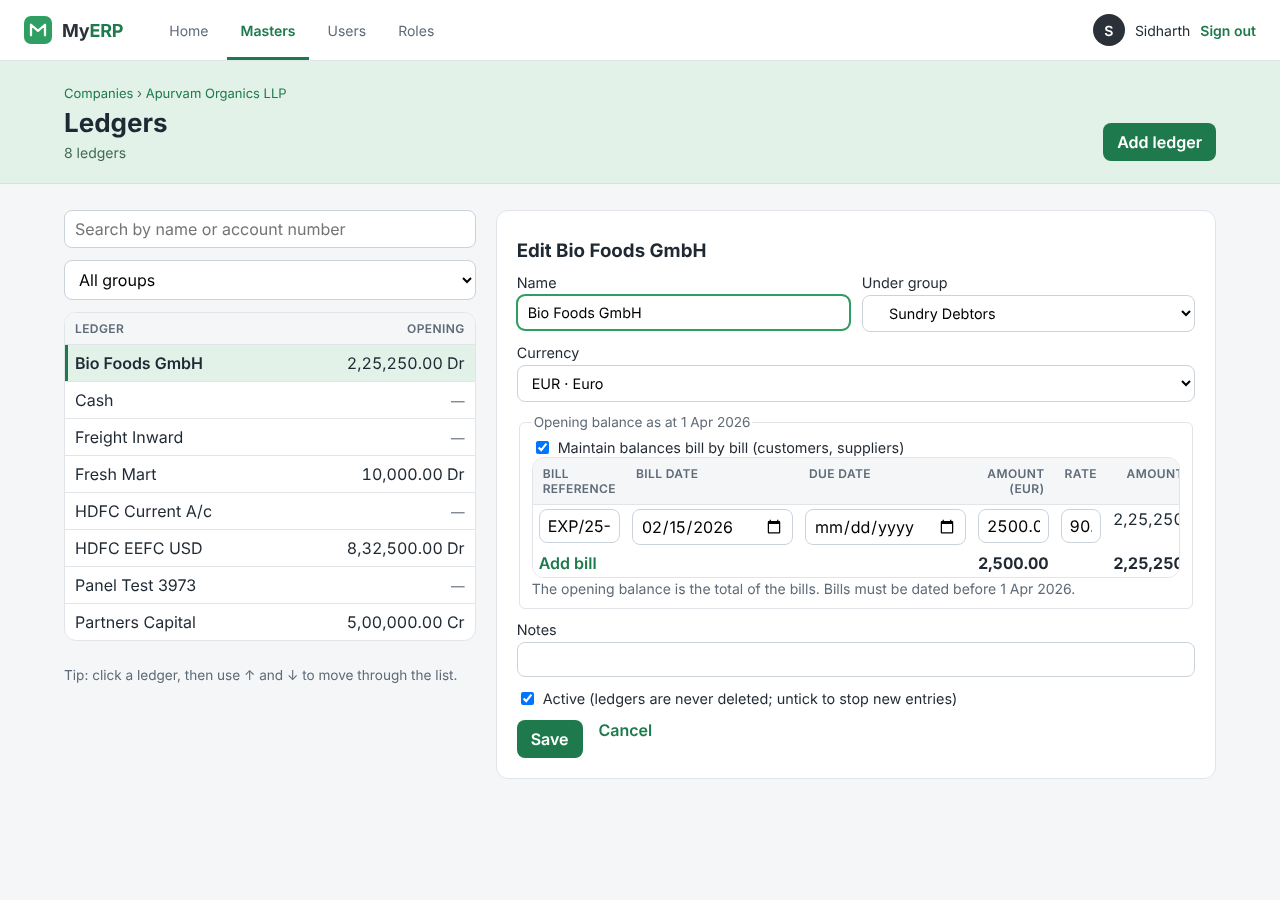 MyERP
Home Masters Users Roles
S Sidharth Sign out
Companies › Apurvam Organics LLP
Ledgers
8 ledgers
Add ledger
Search by name or account number
All groups
LEDGER OPENING
Bio Foods GmbH 2,25,250.00 Dr
Cash —
Freight Inward —
Fresh Mart 10,000.00 Dr
HDFC Current A/c —
HDFC EEFC USD 8,32,500.00 Dr
Panel Test 3973 —
Partners Capital 5,00,000.00 Cr
Tip: click a ledger, then use ↑ and ↓ to move through the list.
Edit Bio Foods GmbH
Name Under group
Bio Foods GmbH Sundry Debtors
Currency
EUR · Euro
Opening balance as at 1 Apr 2026
Maintain balances bill by bill (customers, suppliers)
BILL REFERENCE BILL DATE DUE DATE AMOUNT (EUR) RATE AMOUNT
EXP/25- 02/15/2026 mm/dd/yyyy 2500.0 90. 2,25,250
Add bill 2,500.00 2,25,250
The opening balance is the total of the bills. Bills must be dated before 1 Apr 2026.
Notes
Active (ledgers are never deleted; untick to stop new entries)
Save Cancel